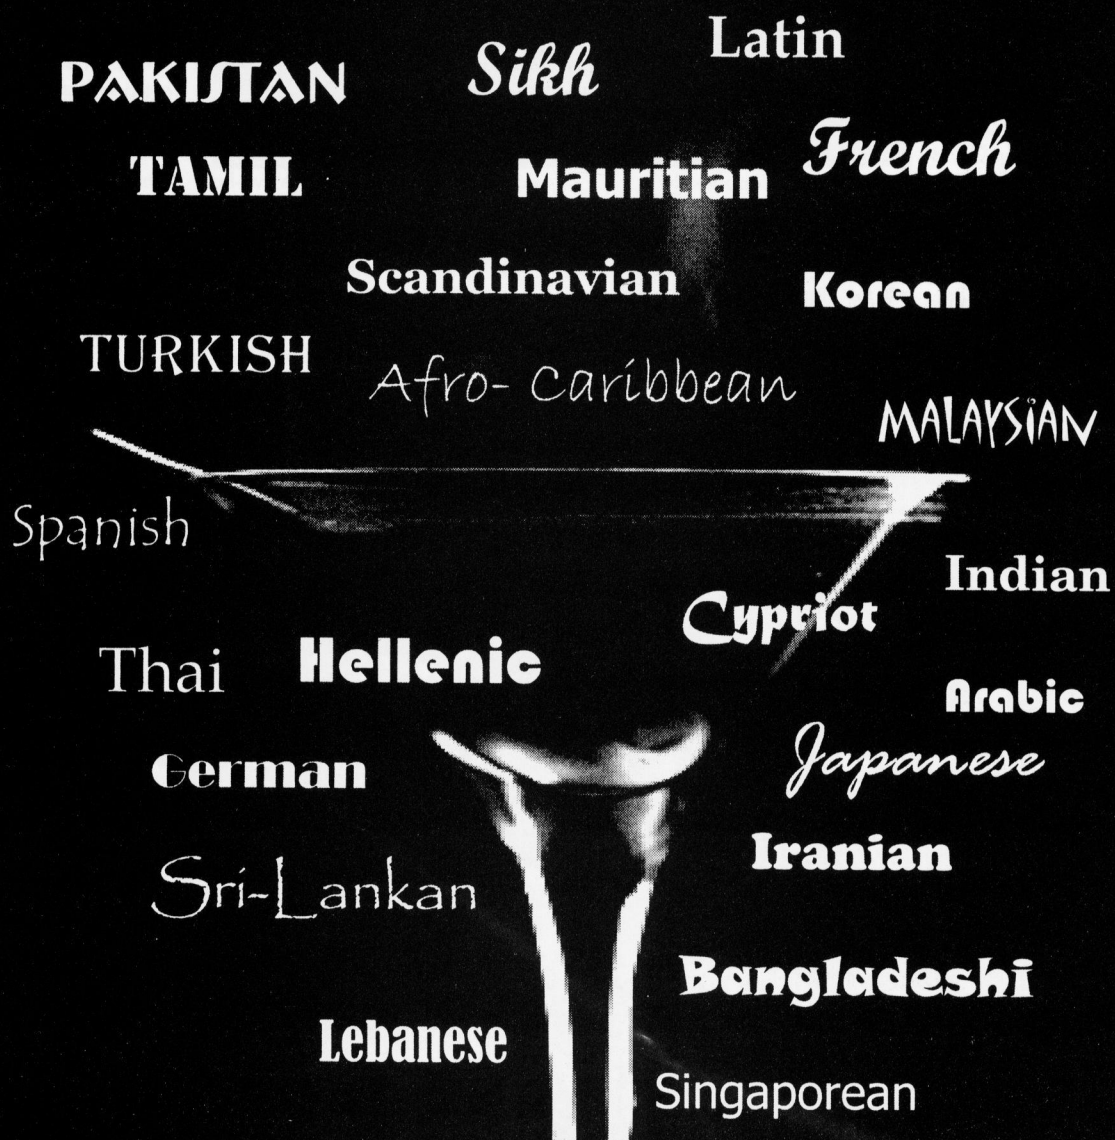 Latin
Sikh
PAKISTAN
French
TAMIL
Mauritian
Scandinavian
Korean
TURKISH
Afro- Caribbean
MALAYSiAN
Spanish
Indian
Cypriot
Thai
Hellenic
Arabic
Japanese
German
Iranian
Sri-Lankan
Bangladeshi
Lebanese
Singaporean